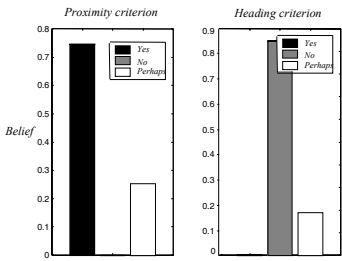 Proximity criterion
0.8
0.7
0.6
0.5
0.4
0.3
0.2
0.1
0
Yes
No
Perhaps
Belief
Heading criterion
0.9
0.8
0.7
0.6
0.5
0.4
0.3
0.2
0.1
0
Yes
No
Perhaps